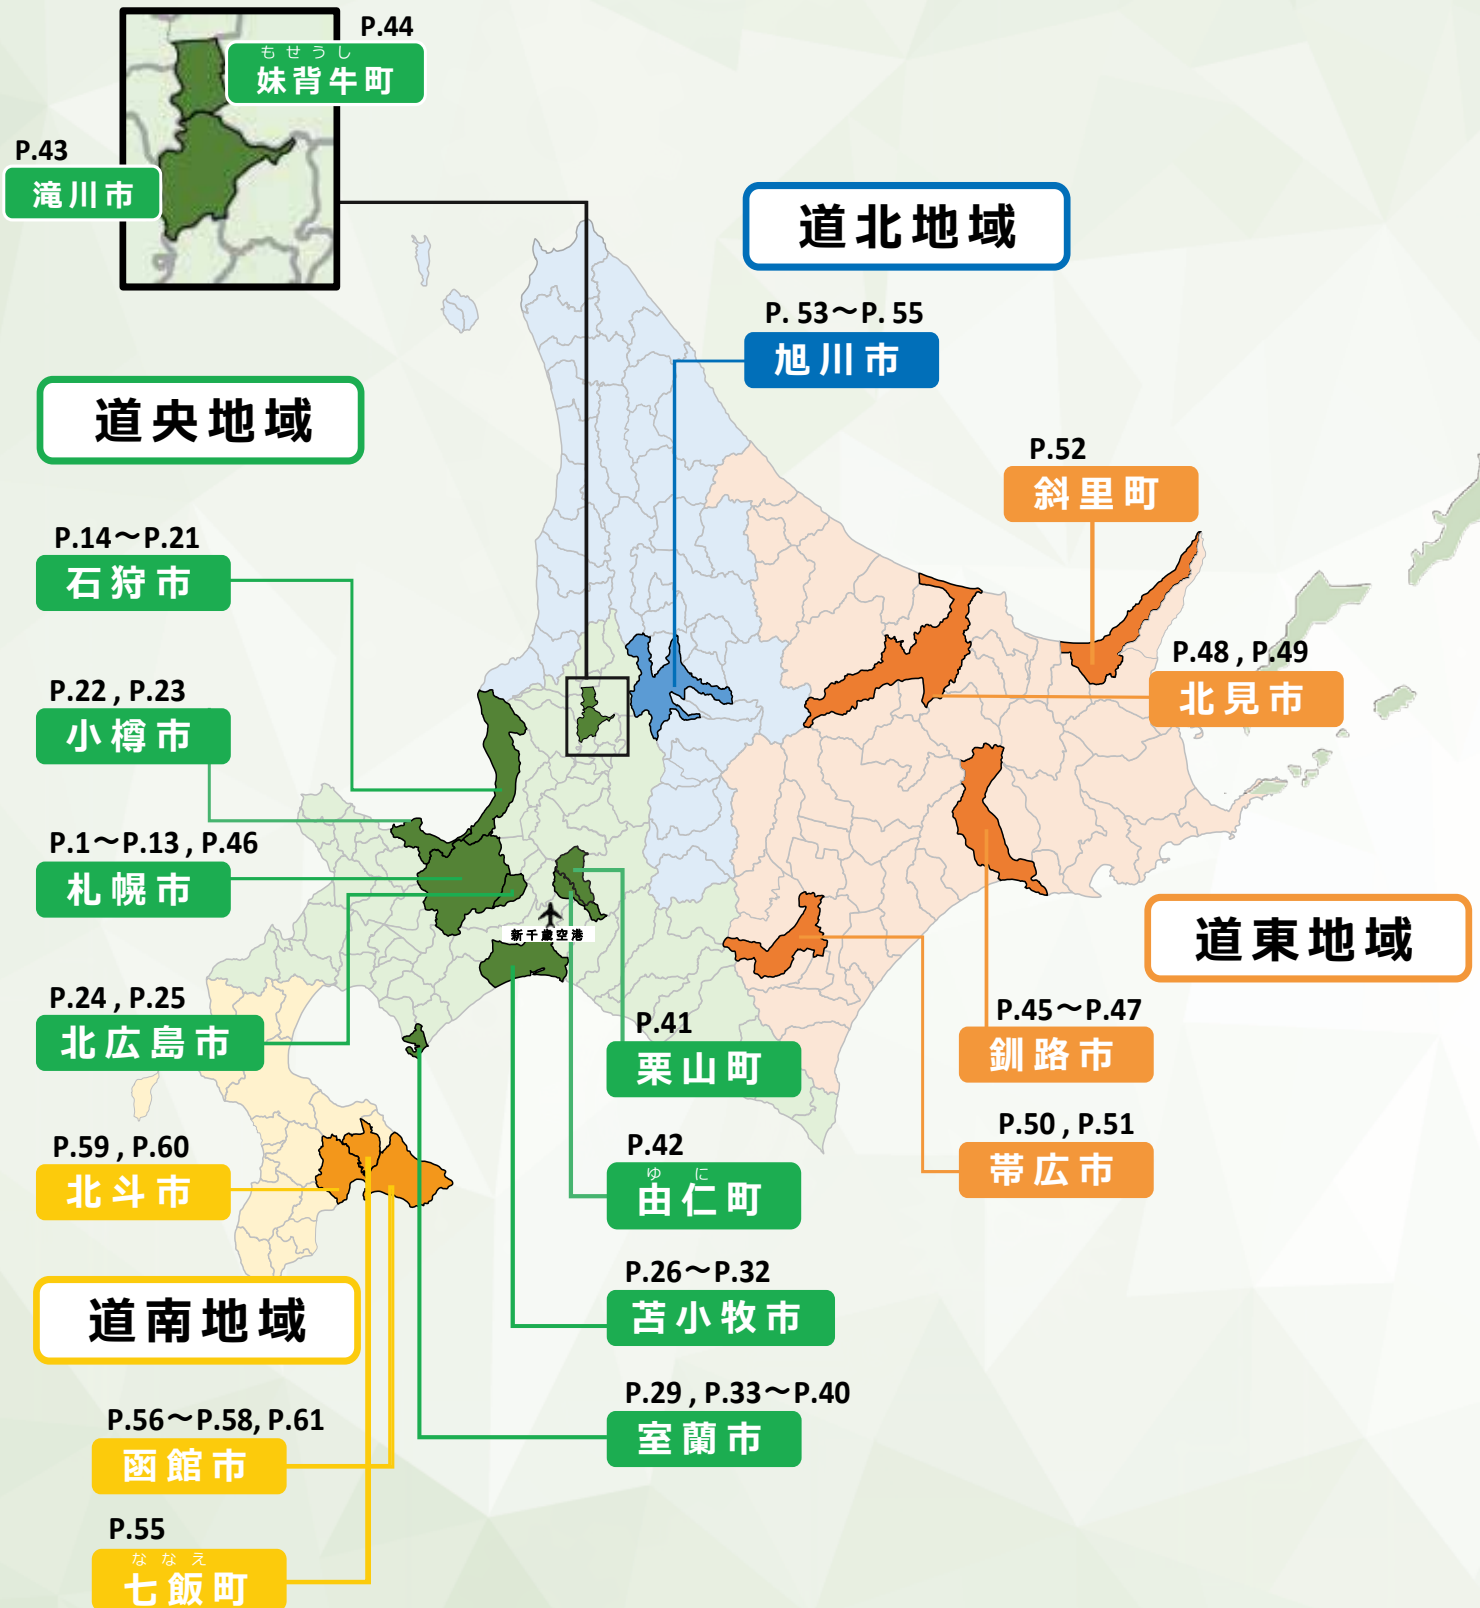 P.44
もせうし
妹背牛町
P.43
滝川市
道北地域
P. 53～P. 55
旭川市
道央地域
P.52
斜里町
P.14～P.21
石狩市
P.48 , P.49
北見市
P.22 , P.23
小樽市
P.1～P.13 , P.46
札幌市
新千歳空港
道東地域
P.24 , P.25
北広島市
P.41
栗山町
P.45～P.47
釧路市
P.59 , P.60
北斗市
P.42
ゆに
由仁町
P.50 , P.51
帯広市
道南地域
P.26～P.32
苫小牧市
P.29 , P.33～P.40
室蘭市
P.56～P.58, P.61
函館市
P.55
ななえ
七飯町